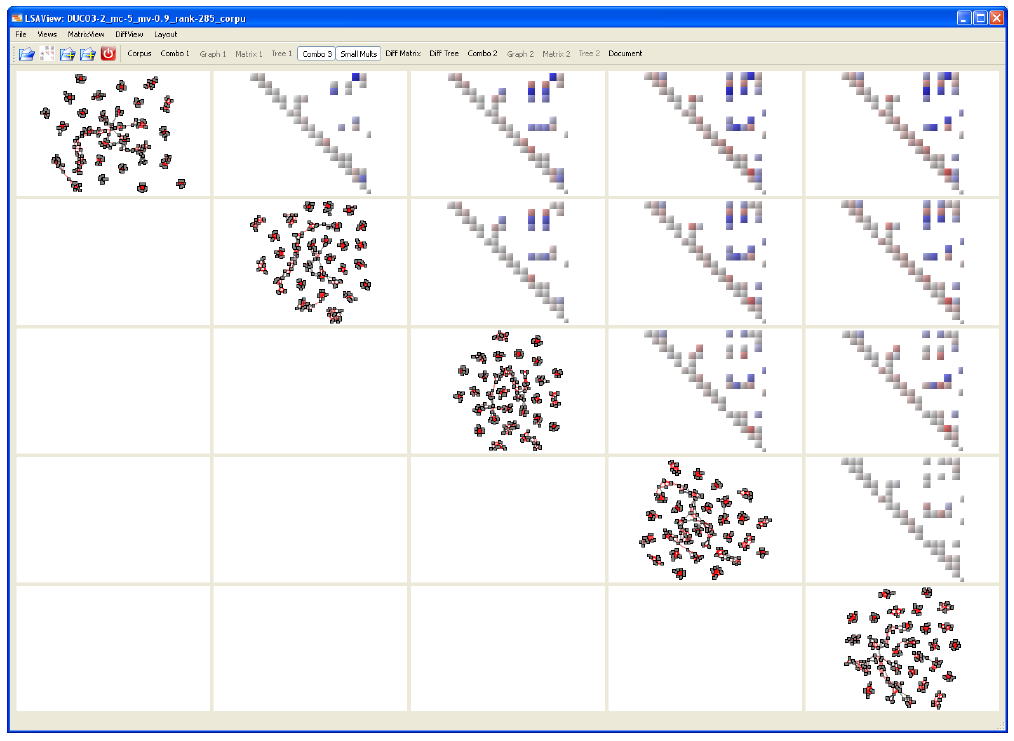 LSAView: DUC03-2_mc-5_mv-0.9_rank-285_corpu
File Views MatrixView DiffView Layout
Corpus Combo 1 Graph 1 Matrix 1 Tree 1 Combo 3 Small Mults Diff Matrix Diff Tree Combo 2 Graph 2 Matrix 2 Tree 2 Document